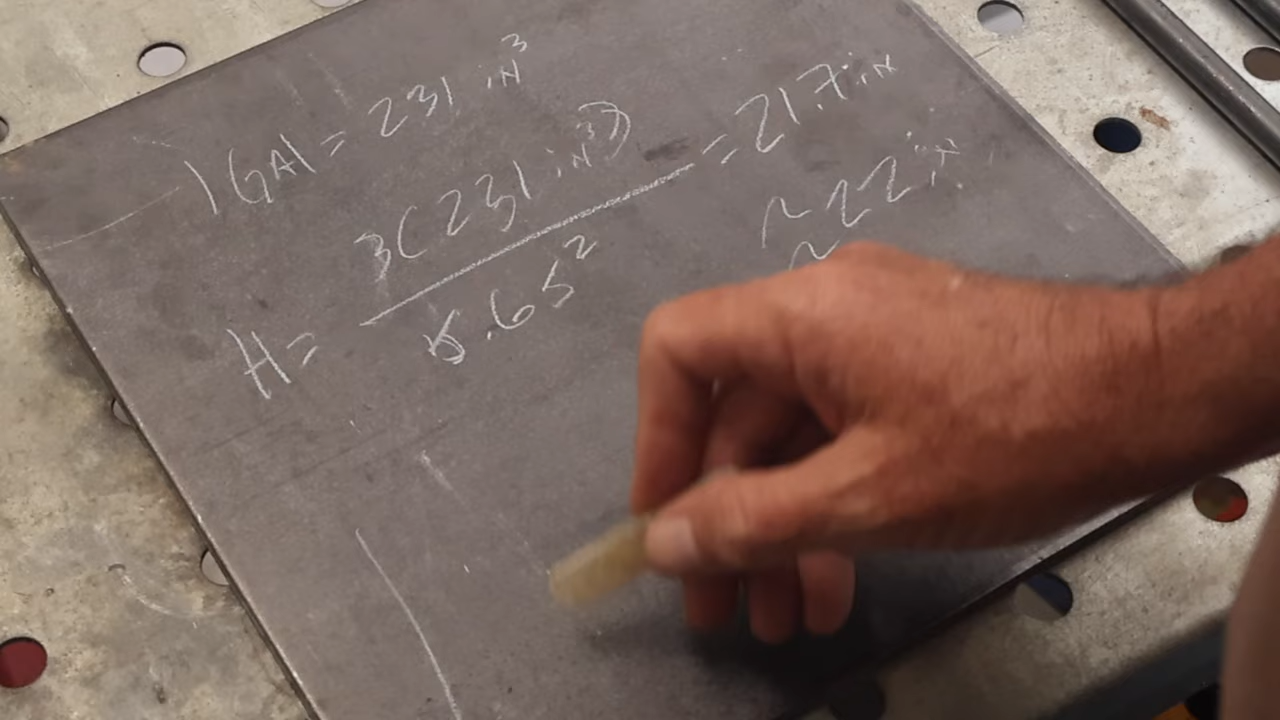 1 GAl = 231 iN³
3(231 iN³) = 21.7 iN
H = 5.65²
~ 22 iN
~